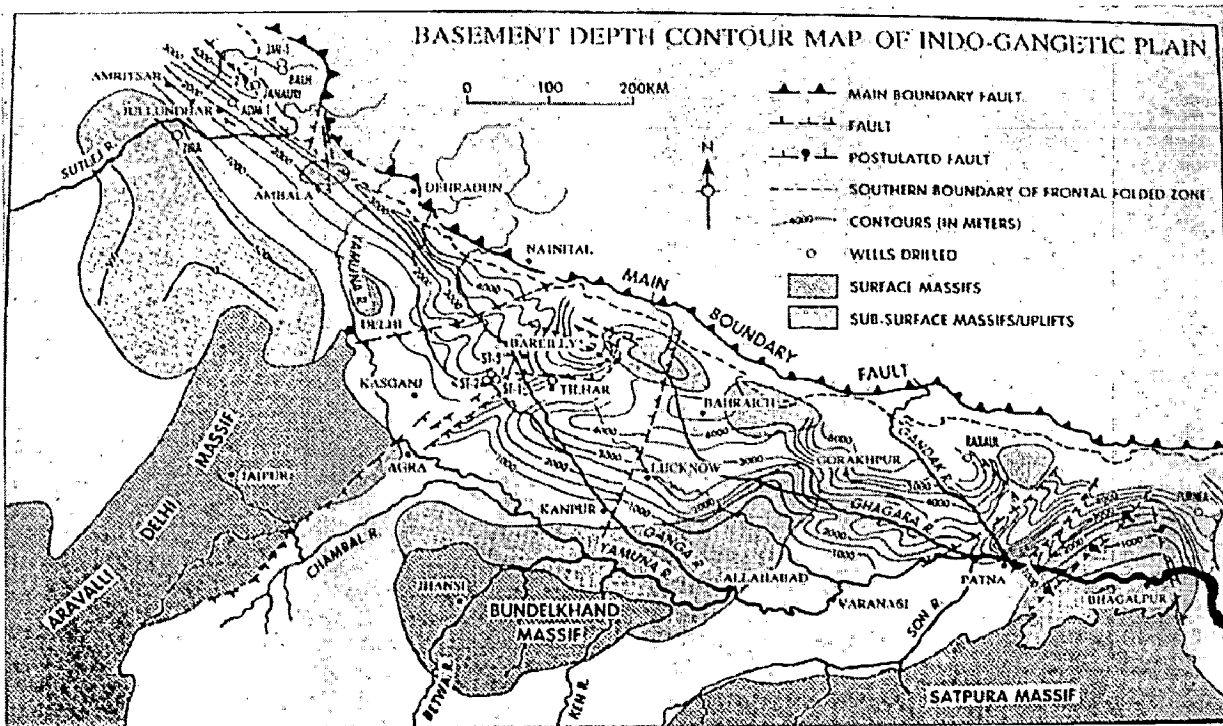 BASEMENT DEPTH CONTOUR MAP OF INDO-GANGETIC PLAIN
0 100 200KM
MAIN BOUNDARY FAULT
FAULT
POSTULATED FAULT
SOUTHERN BOUNDARY OF FRONTAL FOLDED ZONE
CONTOURS (IN METERS)
WELLS DRILLED
SURFACE MASSIFS
SUB-SURFACE MASSIFS/UPLIFTS
N
AMRITSAR
JANAURI
JULLUNDHAR
ZIRA
SUTLEJ R.
AMBALA
DEHRADUN
NAINITAL
MAIN
BOUNDARY
FAULT
YAMUNA R.
DELHI
BAREILLY
KASGANJ
TILHAR
BAHRAICH
GANDAK R.
RAXAUL
GORAKHPUR
LUCKNOW
AGRA
JAIPUR
DELHI
MASSIF
ARAVALLI
CHAMBAL R.
KANPUR
GANGA R.
YAMUNA R.
GHAGARA R.
ALLAHABAD
VARANASI
PATNA
SON R.
BHAGALPUR
JHANSI
BUNDELKHAND
MASSIF
BETWA R.
KEN R.
SATPURA MASSIF